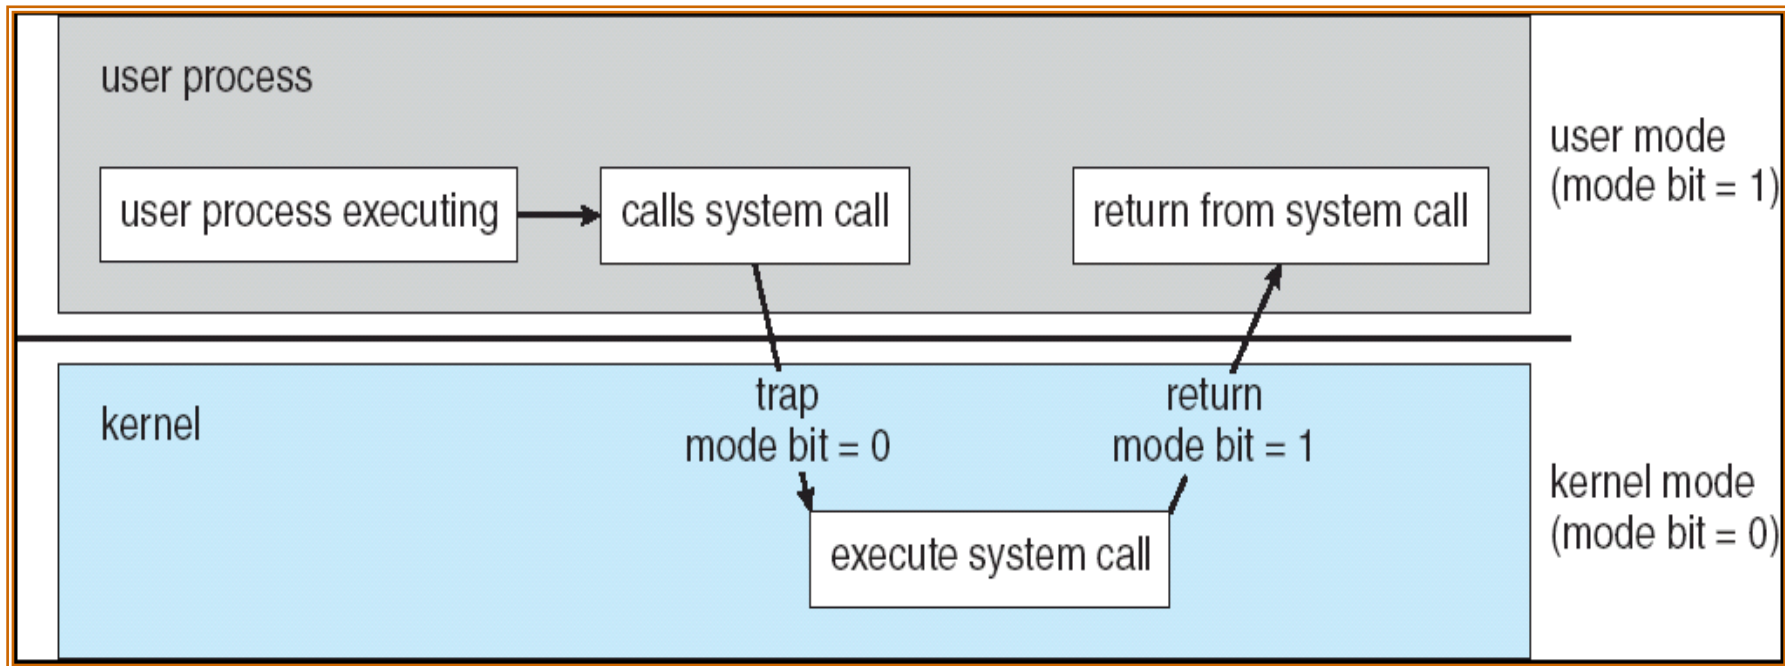 user process
user process executing
calls system call
return from system call
user mode
(mode bit = 1)
kernel
trap
mode bit = 0
return
mode bit = 1
execute system call
kernel mode
(mode bit = 0)